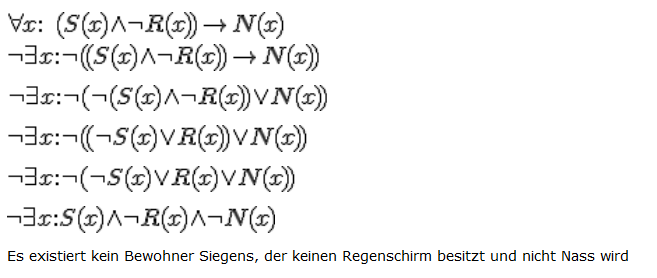 ∀x: (S(x)∧¬R(x)) → N(x)
¬∃x:¬((S(x)∧¬R(x)) → N(x))
¬∃x:¬(¬(S(x)∧¬R(x))∨N(x))
¬∃x:¬((¬S(x)∨R(x))∨N(x))
¬∃x:¬(¬S(x)∨R(x)∨N(x))
¬∃x:S(x)∧¬R(x)∧¬N(x)
Es existiert kein Bewohner Siegens, der keinen Regenschirm besitzt und nicht Nass wird